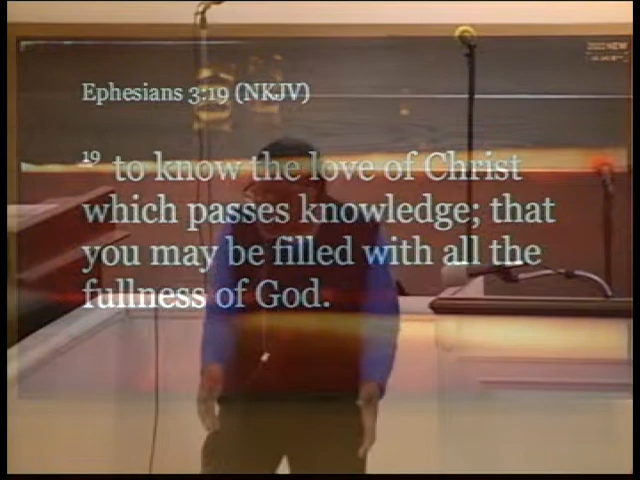 Ephesians 3:19 (NKJV)
19 to know the love of Christ
which passes knowledge; that
you may be filled with all the
fullness of God.